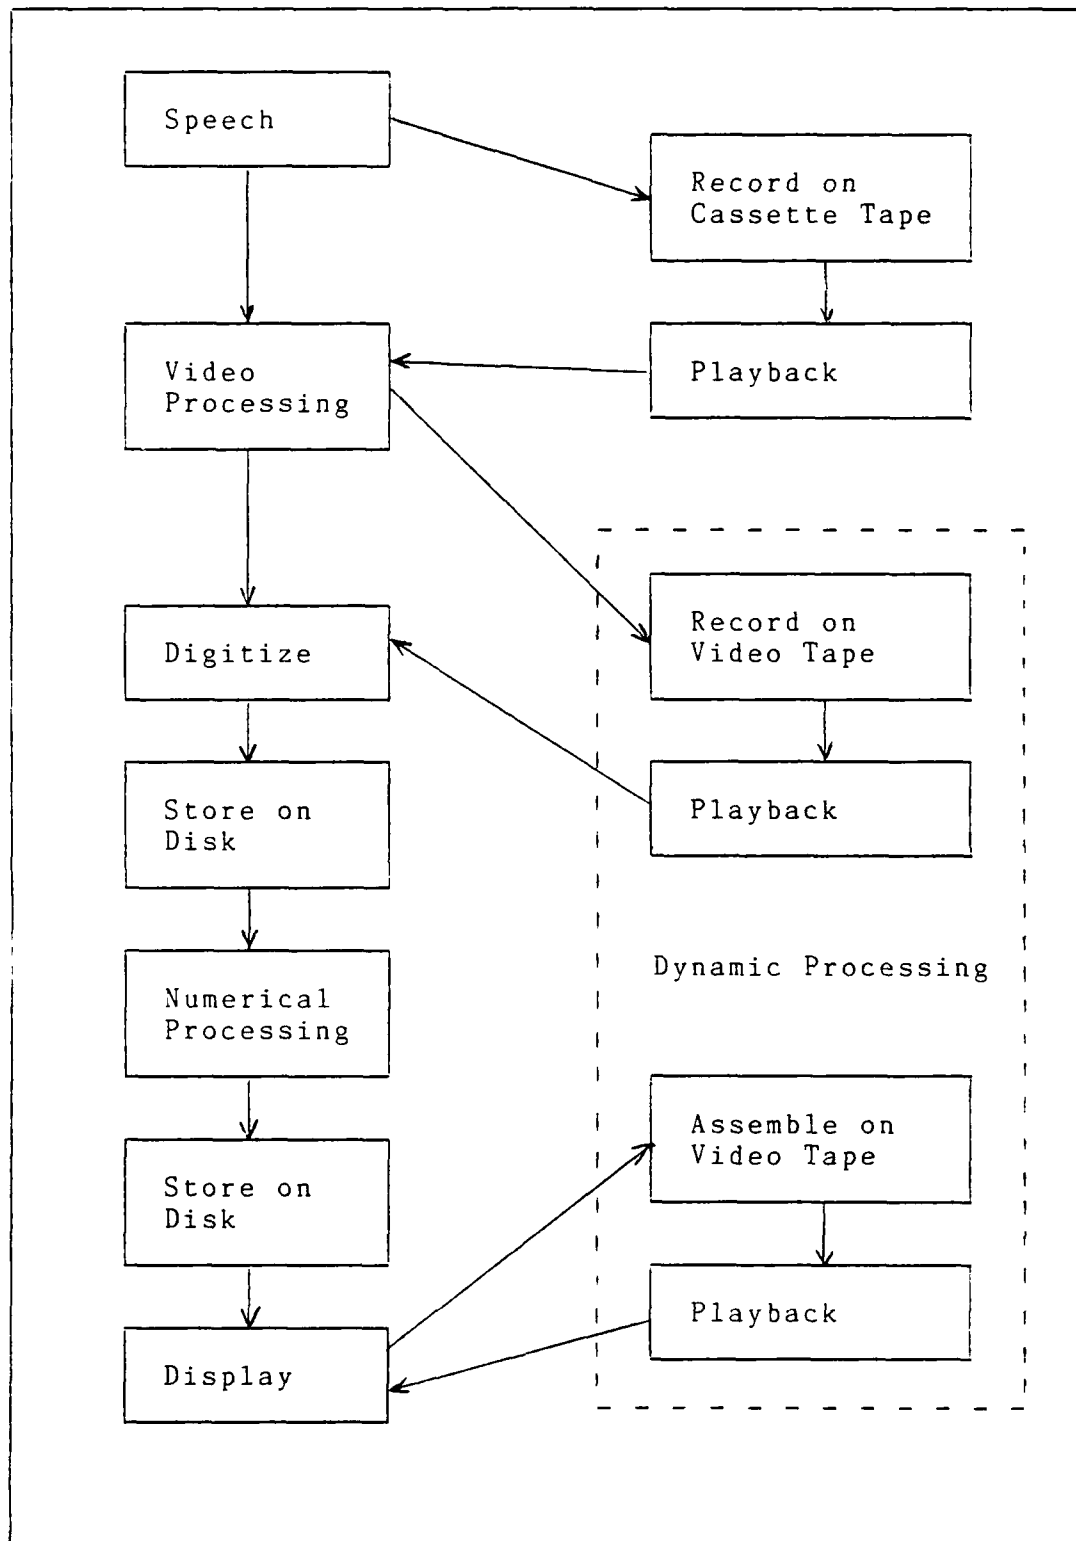 Speech
Record on
Cassette Tape
Video
Processing
Playback
Digitize
Record on
Video Tape
Store on
Disk
Playback
Numerical
Processing
Dynamic Processing
Store on
Disk
Assemble on
Video Tape
Display
Playback